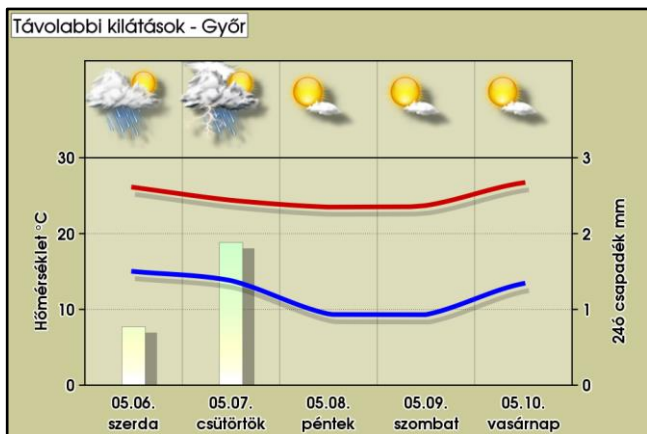 Távolabbi kilátások - Győr
30
20
10
0
Hőmérséklet °C
3
2
1
0
24ó csapadék mm
05.06. 05.07. 05.08. 05.09. 05.10.
szerda csütörtök péntek szombat vasárnap